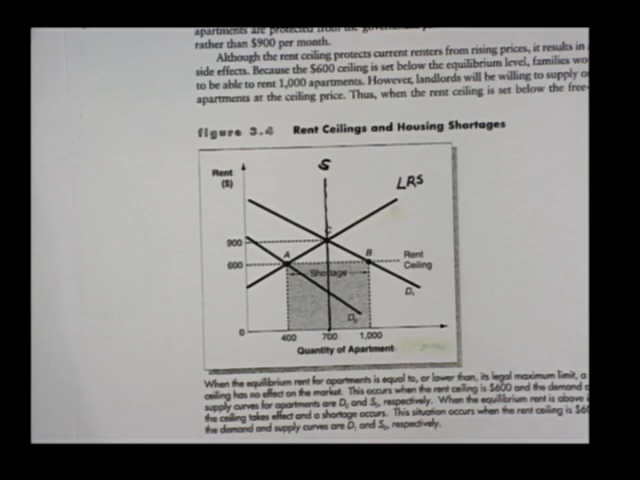 apartments are protected from the
rather than $900 per month.
Although the rent ceiling protects current renters from rising prices, it results in
side effects. Because the $600 ceiling is set below the equilibrium level, families wo
to be able to rent 1,000 apartments. However, landlords will be willing to supply o
apartments at the ceiling price. Thus, when the rent ceiling is set below the free-
figure 3.4 Rent Ceilings and Housing Shortages
S
Rent
($)
LRS
C
900
A
B
Rent
600
Ceiling
Shortage
D₁
D₀
0
400 700 1,000
Quantity of Apartment
When the equilibrium rent for apartments is equal to, or lower than, its legal maximum limit, a
ceiling has no effect on the market. This occurs when the rent ceiling is $600 and the demand
supply curves for apartments are D₀ and S₀, respectively. When the equilibrium rent is above
the ceiling takes effect and a shortage occurs. This situation occurs when the rent ceiling is $6
the demand and supply curves are D₁ and S₀, respectively.